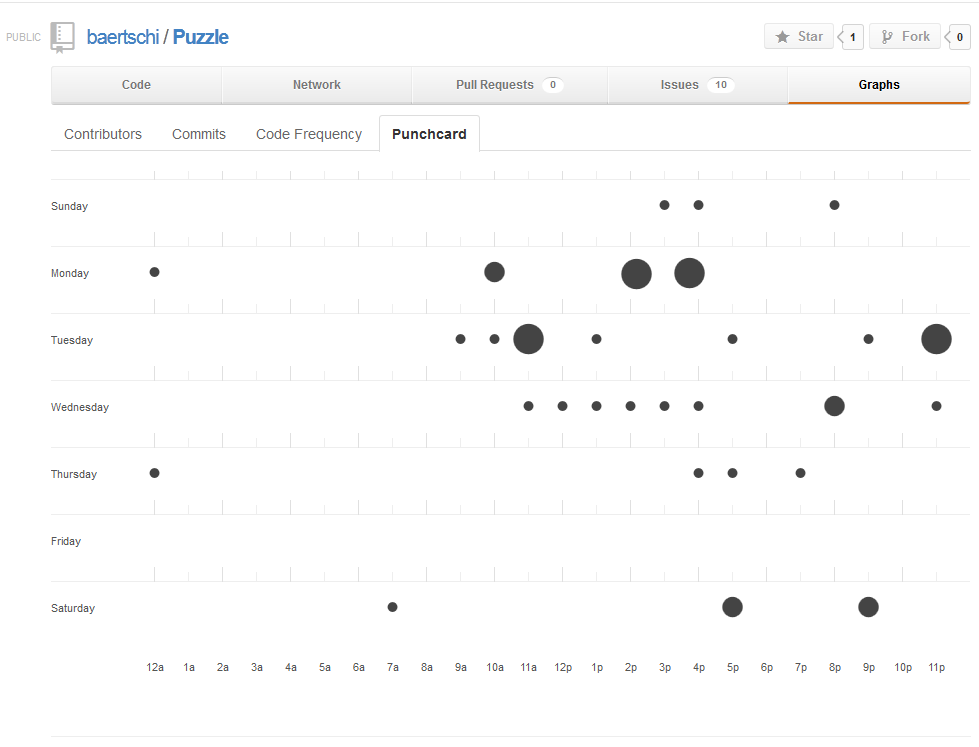 PUBLIC baertschi / Puzzle Star 1 Fork 0
Code Network Pull Requests 0 Issues 10 Graphs
Contributors Commits Code Frequency Punchcard
Sunday
Monday
Tuesday
Wednesday
Thursday
Friday
Saturday
12a 1a 2a 3a 4a 5a 6a 7a 8a 9a 10a 11a 12p 1p 2p 3p 4p 5p 6p 7p 8p 9p 10p 11p